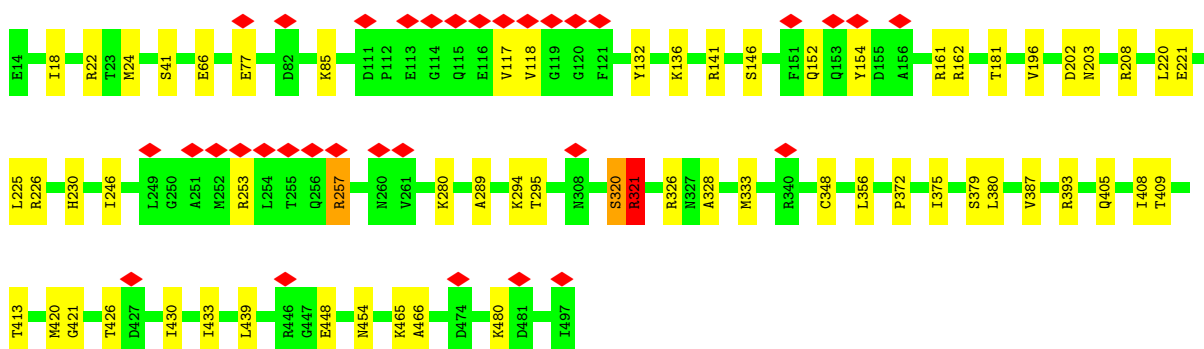 E14 I18 R22 T23 M24 S41 E66 E77 D82 K85 D111 P112 E113 G114 Q115 E116 V117 V118 G119 G120 F121 Y132 K136 R141 S146 F151 Q152 Q153 Y154 D155 A156 R161 R162 T181 V196 D202 N203 R208 L220 E221
L225 R226 H230 I246 L249 G250 A251 M252 R253 L254 T255 Q256 R257 N260 V261 K280 A289 K294 T295 N308 S320 R321 R326 N327 A328 M333 R340 C348 L356 P372 I375 S379 L380 V387 R393 Q405 I408 T409
T413 M420 G421 T426 D427 I430 I433 L439 R446 G447 E448 N454 K465 A466 D474 K480 D481 I497